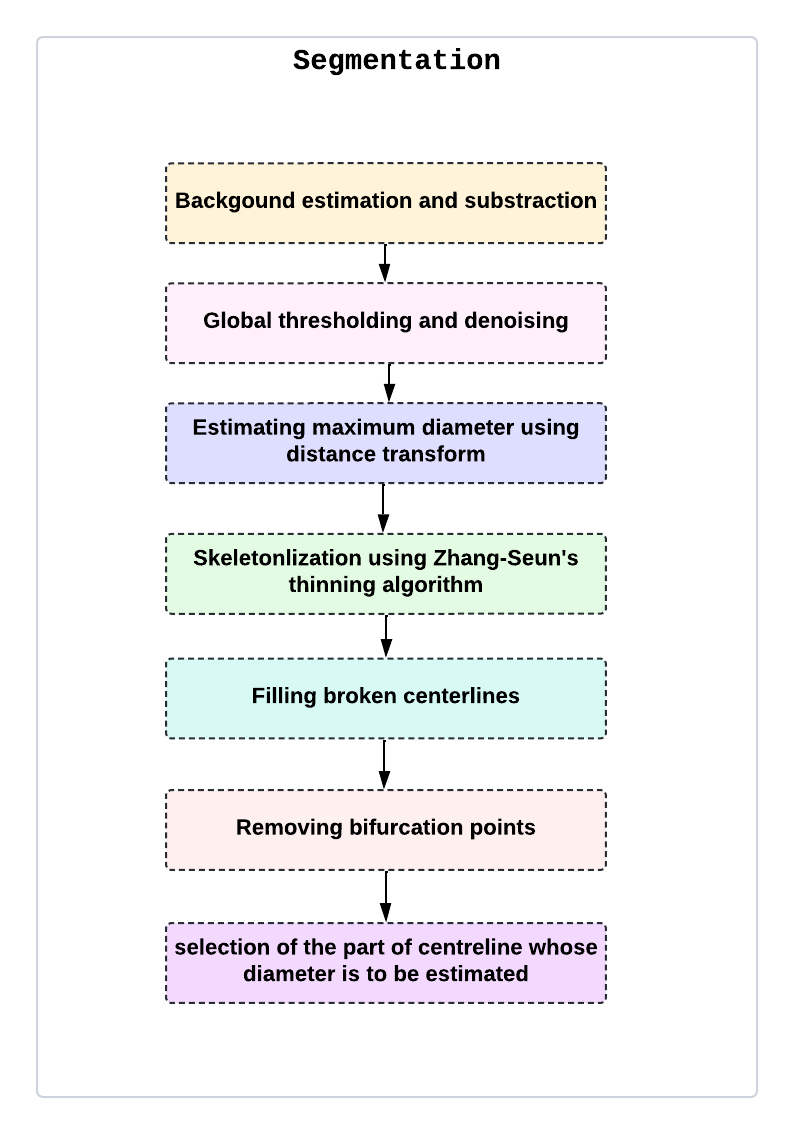 Segmentation
Backgound estimation and substraction
Global thresholding and denoising
Estimating maximum diameter using
distance transform
Skeletonlization using Zhang-Seun's
thinning algorithm
Filling broken centerlines
Removing bifurcation points
selection of the part of centreline whose
diameter is to be estimated